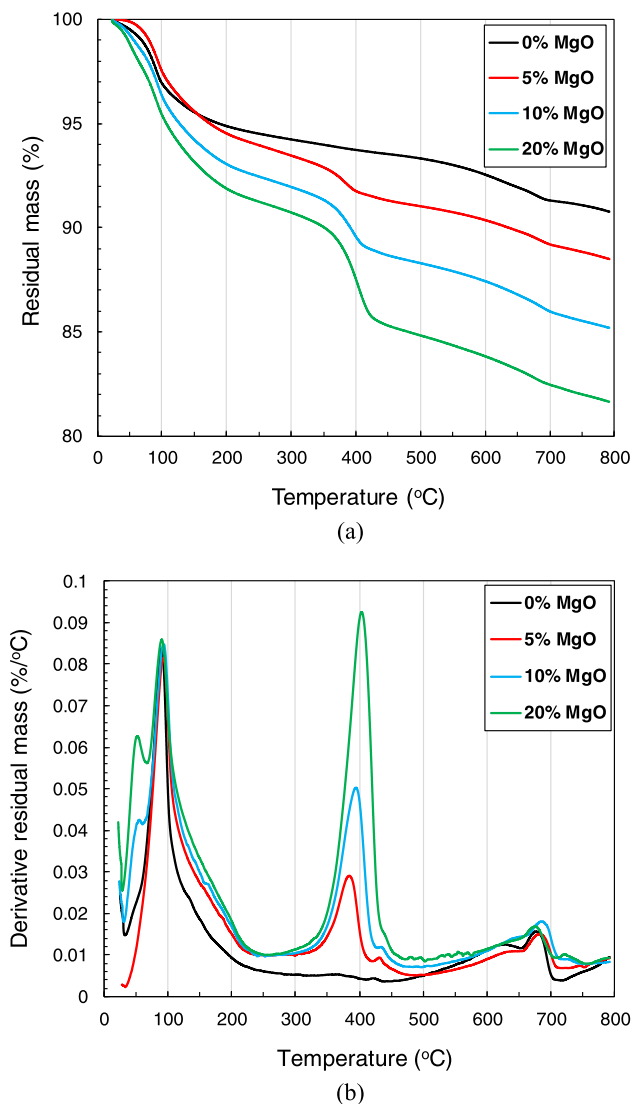 100
95
90
85
80
Residual mass (%)
0% MgO
5% MgO
10% MgO
20% MgO
0 100 200 300 400 500 600 700 800
Temperature (ºC)
(a)
0.1
0.09
0.08
0.07
0.06
0.05
0.04
0.03
0.02
0.01
0
Derivative residual mass (%/ºC)
0% MgO
5% MgO
10% MgO
20% MgO
0 100 200 300 400 500 600 700 800
Temperature (ºC)
(b)